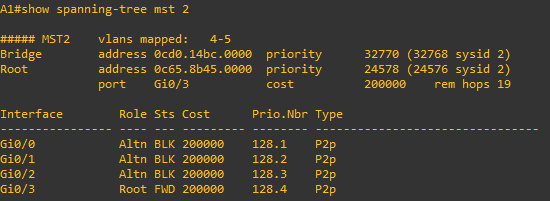 A1#show spanning-tree mst 2
##### MST2    vlans mapped:   4-5
Bridge        address 0cd0.14bc.0000  priority      32770 (32768 sysid 2)
Root          address 0c65.8b45.0000  priority      24578 (24576 sysid 2)
              port    Gi0/3           cost          200000    rem hops 19
Interface        Role Sts Cost      Prio.Nbr Type
---------------- ---- --- --------- -------- --------------------------------
Gi0/0            Altn BLK 200000    128.1    P2p
Gi0/1            Altn BLK 200000    128.2    P2p
Gi0/2            Altn BLK 200000    128.3    P2p
Gi0/3            Root FWD 200000    128.4    P2p